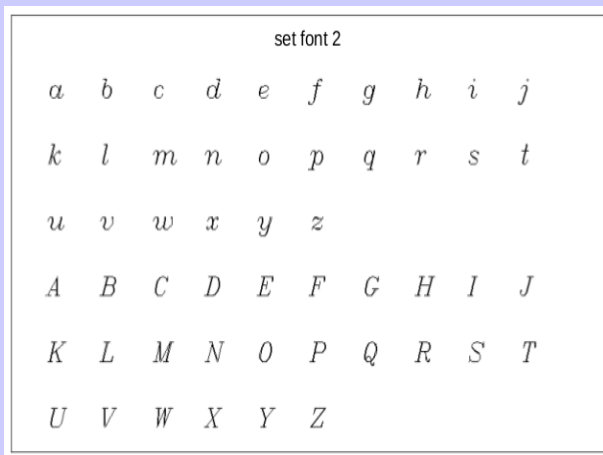 set font 2
a b c d e f g h i j
k l m n o p q r s t
u v w x y z
A B C D E F G H I J
K L M N O P Q R S T
U V W X Y Z